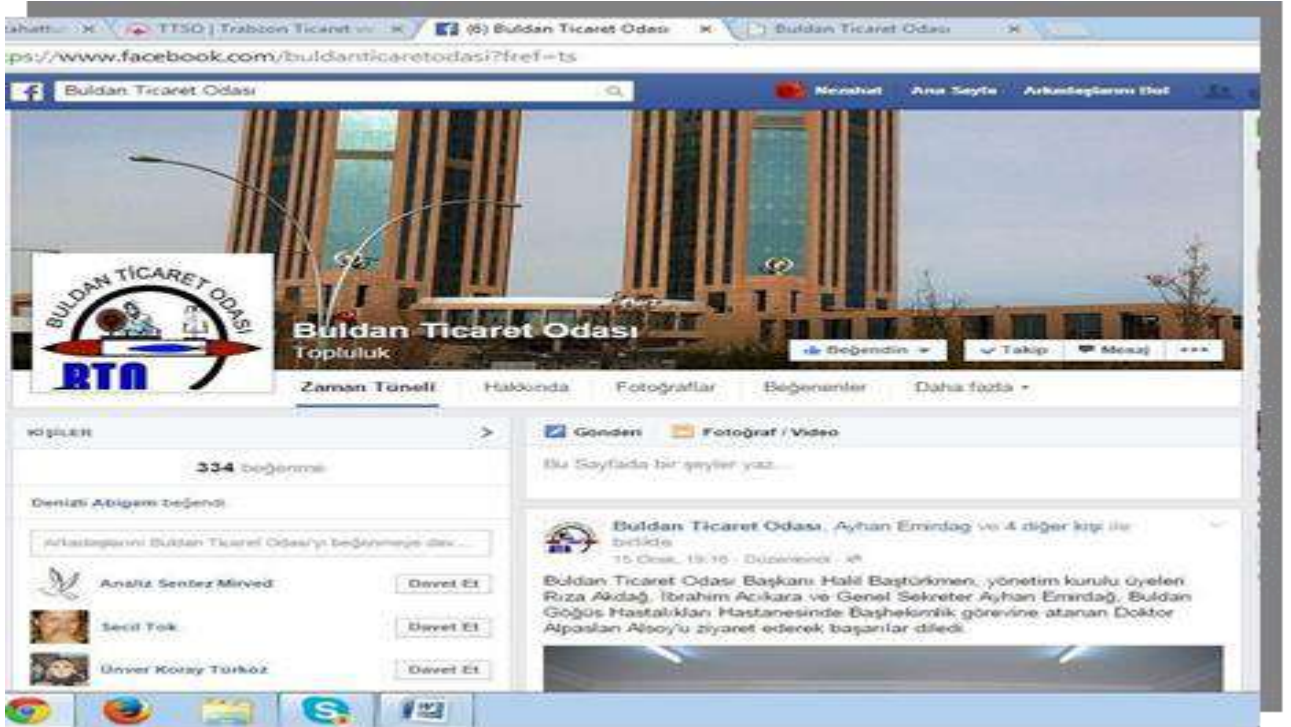 TTSO | Trabzon Ticaret
(6) Buldan Ticaret Odası
Buldan Ticaret Odası
ps://www.facebook.com/buldanticaretodasi?fref=ts
Buldan Ticaret Odası
Nezahat Ana Sayfa Arkadaşlarını Bul
BULDAN TİCARET ODASI
BTO
Buldan Ticaret Odası
Topluluk
Beğendin Takip Mesaj
Zaman Tüneli Hakkında Fotoğraflar Beğenenler Daha fazla
KİŞİLER
334 beğenme
Denizli Abigem beğendi
Arkadaşlarını Buldan Ticaret Odası'yı beğenmeye dav...
Analiz Sentez Mirved Davet Et
Secil Tok Davet Et
Ünver Koray Türköz Davet Et
Gönderi Fotoğraf / Video
Bu Sayfada bir şeyler yaz...
Buldan Ticaret Odası, Ayhan Emirdag ve 4 diğer kişi ile
birlikte
15 Ocak, 19:16 · Düzenlendi
Buldan Ticaret Odası Başkanı Halil Baştürkmen, yönetim kurulu üyeleri
Rıza Akdağ, İbrahim Acıkara ve Genel Sekreter Ayhan Emirdağ, Buldan
Göğüs Hastalıkları Hastanesinde Başhekimlik görevine atanan Doktor
Alpaslan Alsoy'u ziyaret ederek başarılar diledi.